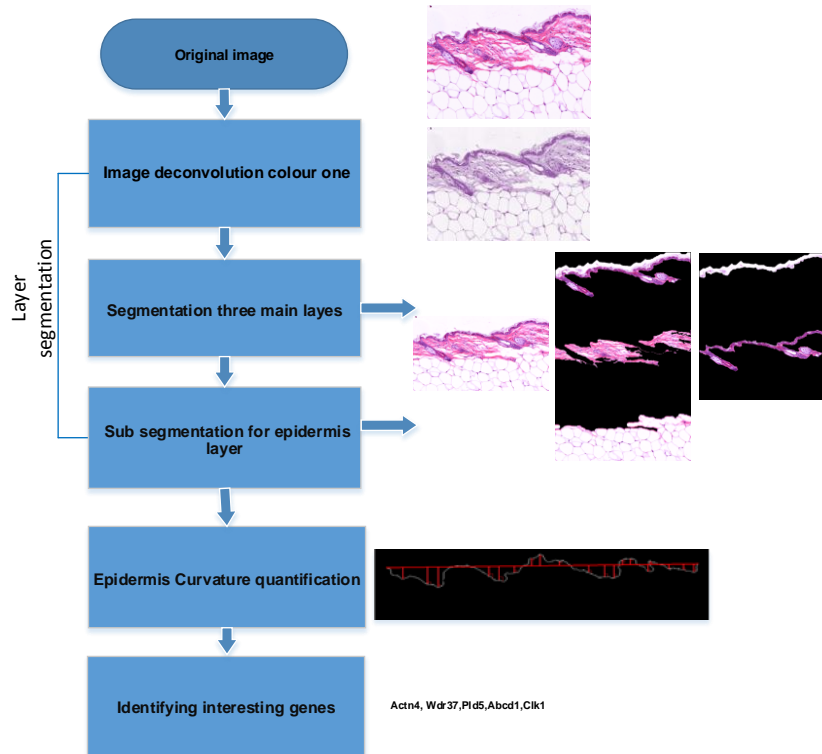 Original image
Image deconvolution colour one
Layer
segmentation
Segmentation three main layes
Sub segmentation for epidermis
layer
Epidermis Curvature quantification
Identifying interesting genes
Actn4, Wdr37,Pld5,Abcd1,Clk1